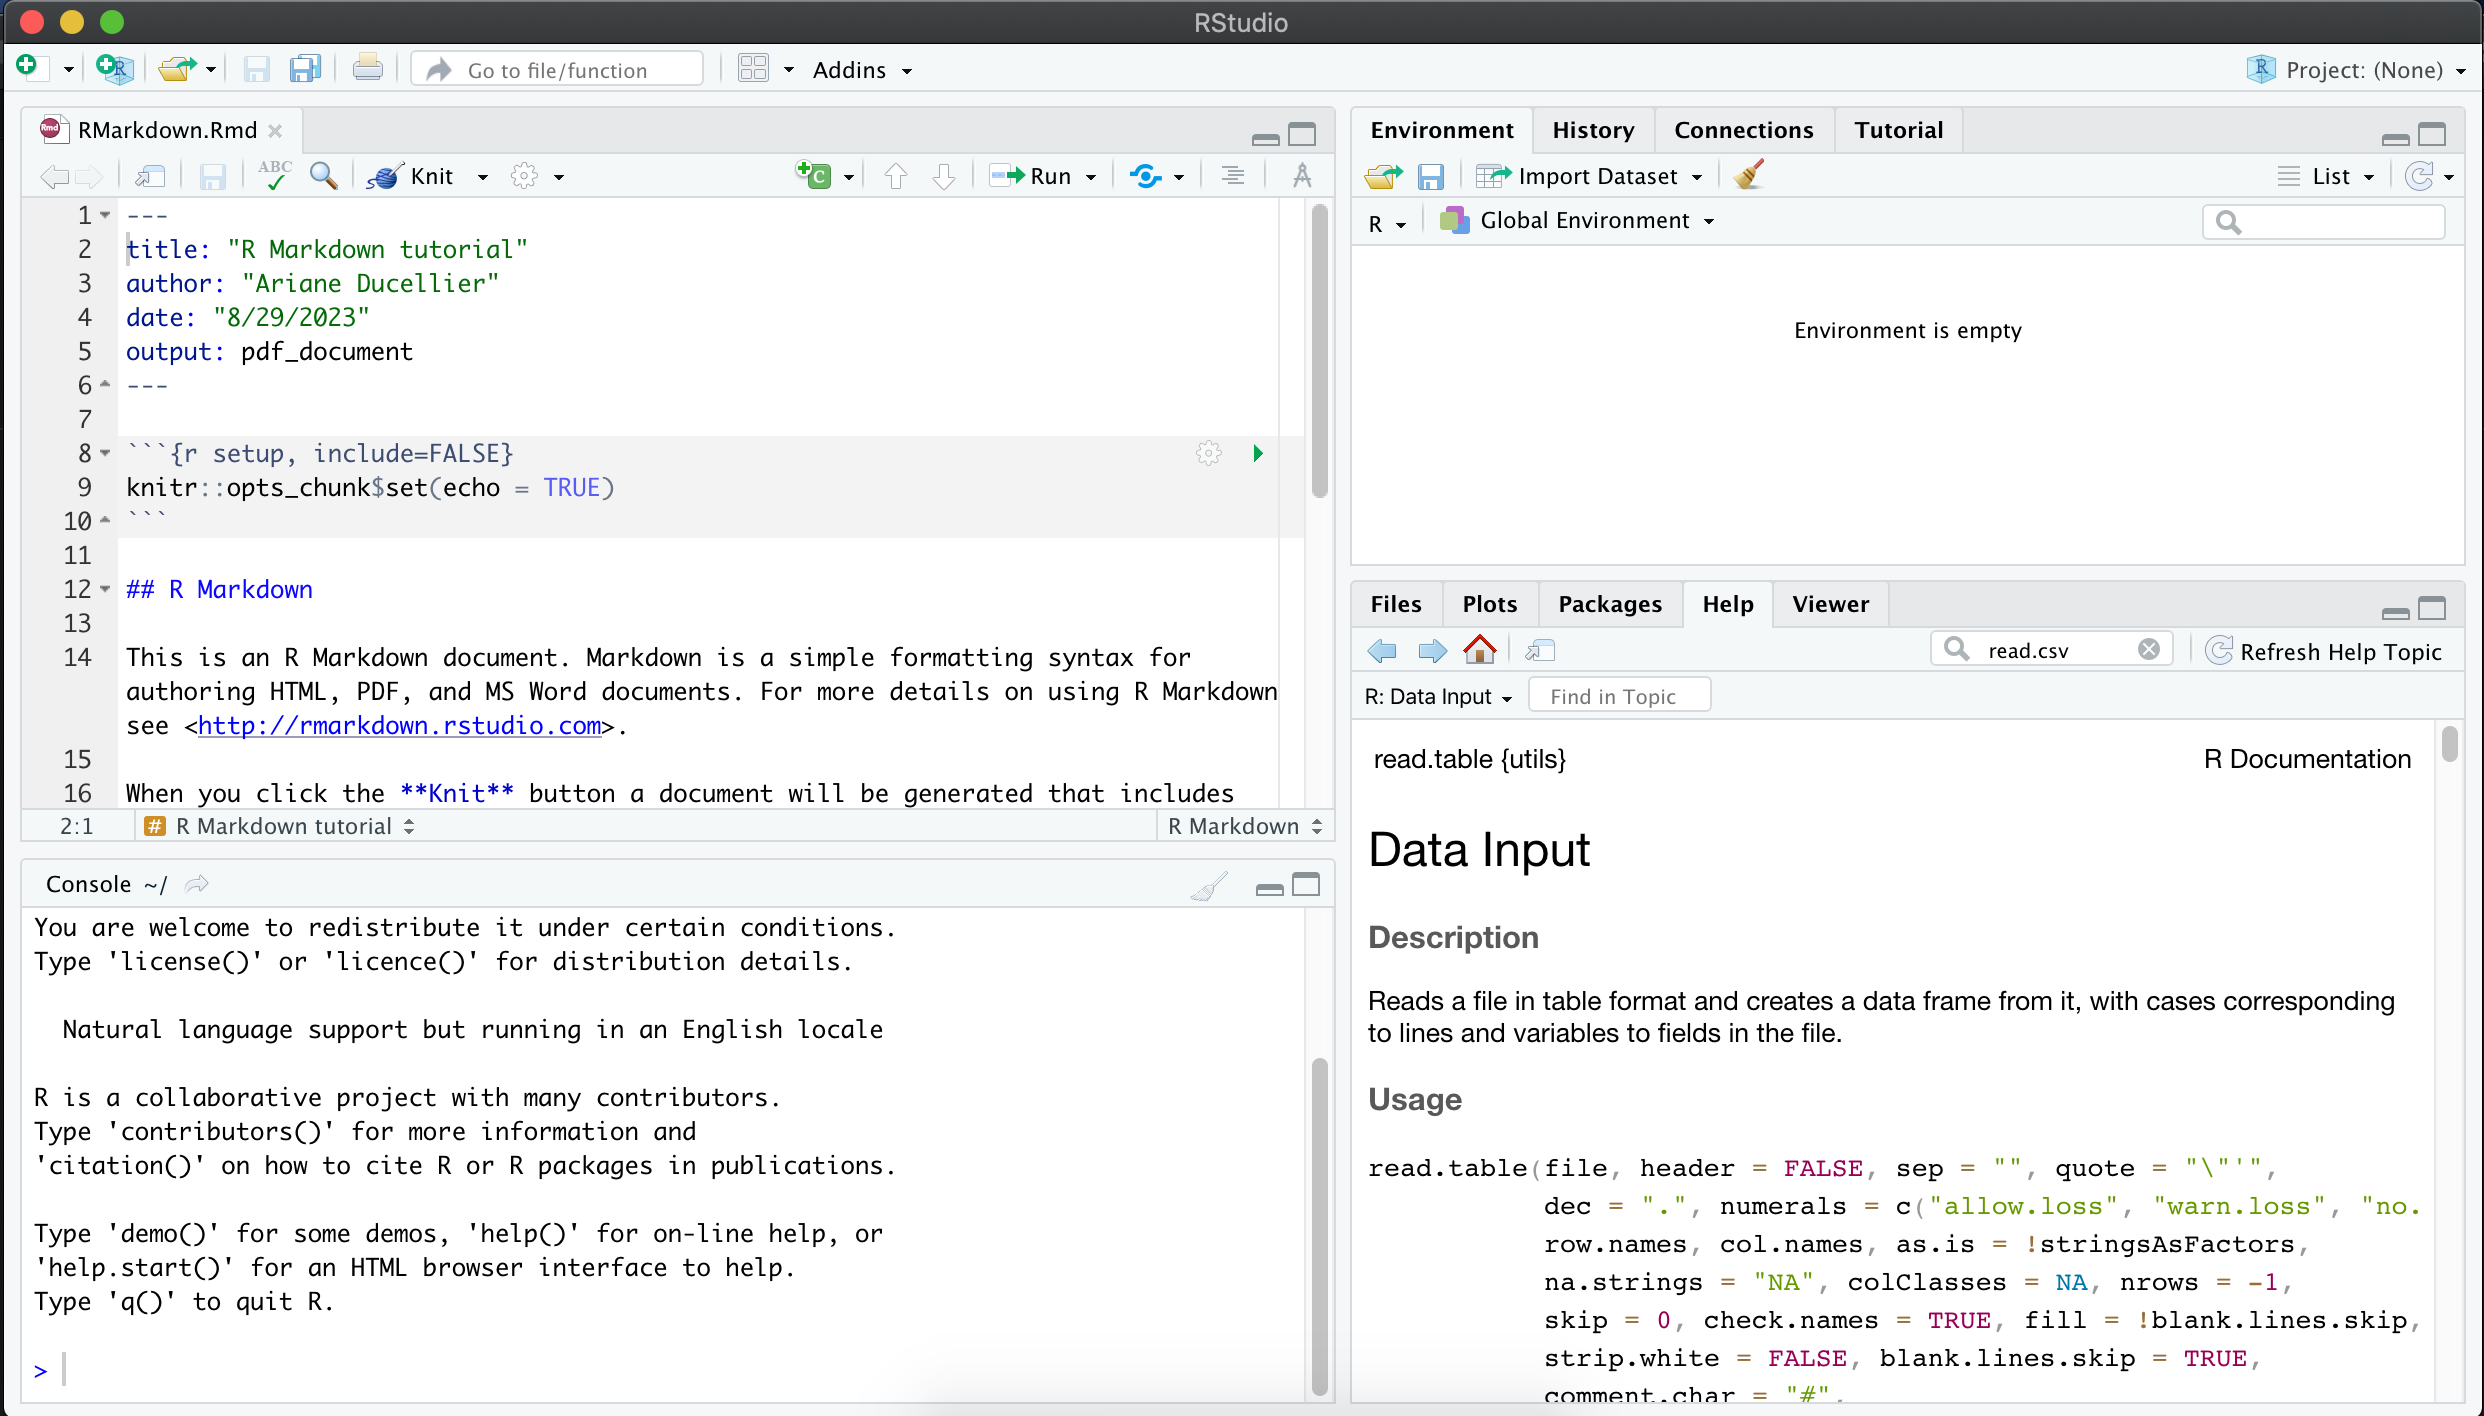 RStudio
Go to file/function
Addins
Project: (None)
RMarkdown.Rmd
ABC
Knit
Run
1 ---
2 title: "R Markdown tutorial"
3 author: "Ariane Ducellier"
4 date: "8/29/2023"
5 output: pdf_document
6 ---
7
8 ```{r setup, include=FALSE}
9 knitr::opts_chunk$set(echo = TRUE)
10 ```
11
12 ## R Markdown
13
14 This is an R Markdown document. Markdown is a simple formatting syntax for
authoring HTML, PDF, and MS Word documents. For more details on using R Markdown
see <http://rmarkdown.rstudio.com>.
15
16 When you click the **Knit** button a document will be generated that includes
2:1 # R Markdown tutorial R Markdown
Console ~/
You are welcome to redistribute it under certain conditions.
Type 'license()' or 'licence()' for distribution details.
Natural language support but running in an English locale
R is a collaborative project with many contributors.
Type 'contributors()' for more information and
'citation()' on how to cite R or R packages in publications.
Type 'demo()' for some demos, 'help()' for on-line help, or
'help.start()' for an HTML browser interface to help.
Type 'q()' to quit R.
>
Environment History Connections Tutorial
Import Dataset List
R Global Environment
Environment is empty
Files Plots Packages Help Viewer
read.csv Refresh Help Topic
R: Data Input Find in Topic
read.table {utils} R Documentation
Data Input
Description
Reads a file in table format and creates a data frame from it, with cases corresponding
to lines and variables to fields in the file.
Usage
read.table(file, header = FALSE, sep = "", quote = "\"'",
dec = ".", numerals = c("allow.loss", "warn.loss", "no.
row.names, col.names, as.is = !stringsAsFactors,
na.strings = "NA", colClasses = NA, nrows = -1,
skip = 0, check.names = TRUE, fill = !blank.lines.skip,
strip.white = FALSE, blank.lines.skip = TRUE,
comment.char = "#",